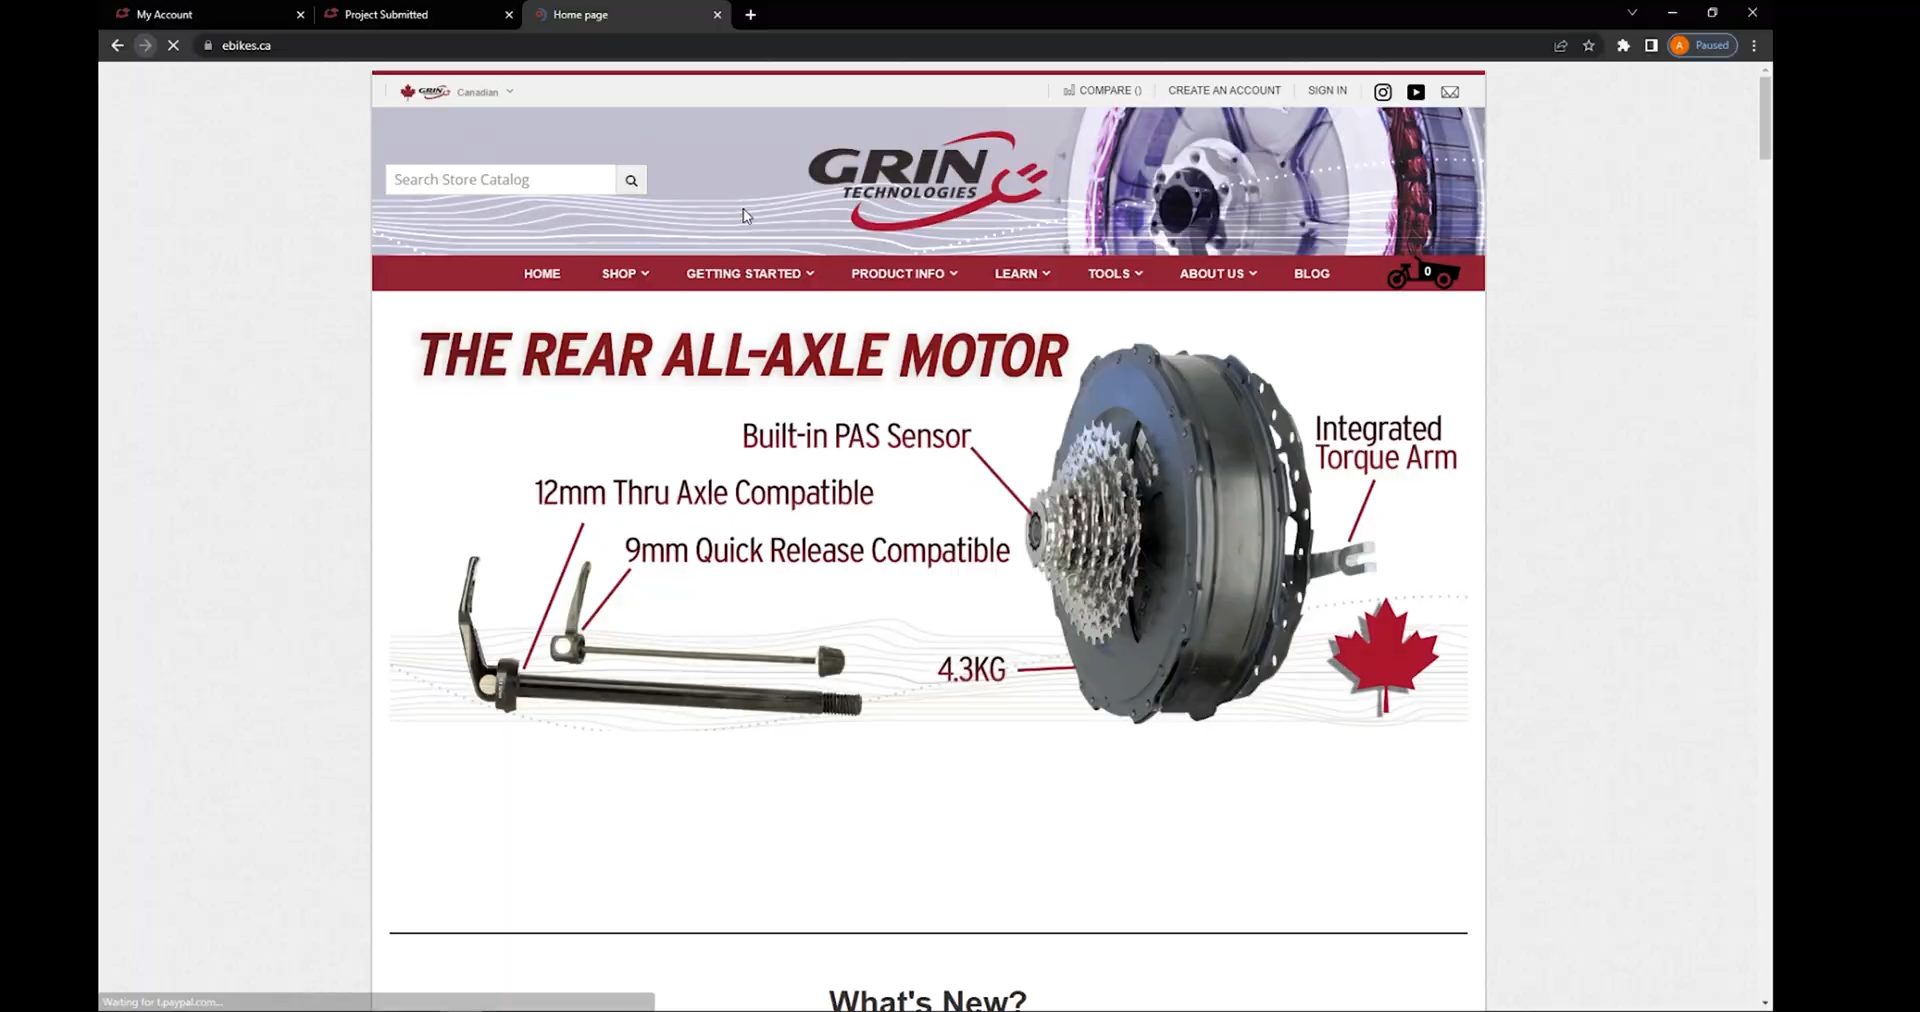 My Account
Project Submitted
Home page
ebikes.ca
A Paused
GRIN Canadian
COMPARE ()
CREATE AN ACCOUNT
SIGN IN
Search Store Catalog
GRIN
TECHNOLOGIES
HOME
SHOP
GETTING STARTED
PRODUCT INFO
LEARN
TOOLS
ABOUT US
BLOG
0
THE REAR ALL-AXLE MOTOR
Built-in PAS Sensor
Integrated
Torque Arm
12mm Thru Axle Compatible
9mm Quick Release Compatible
4.3KG
What's New?
Waiting for t.paypal.com...